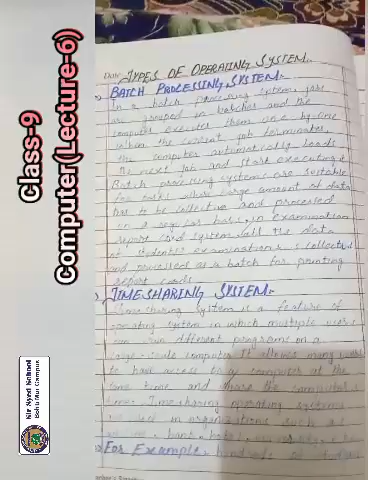 Class-9
Computer(Lecture-6)
Sir Syed School
Date:
TYPES OF OPERATING SYSTEM.
BATCH PROCESSING SYSTEM.
In a batch processing system jobs
are grouped in batches and the
computer executes them one by one
when the current job terminates,
the computer automatically loads
the next job and start executing it
Batch processing systems are suitable
for tasks where large amount of data
has to be collective and processed
on a regular basis, in examination
report card system, all the data
of students examinations is collected
and processed as a batch for printing
report cards
TIMESHARING SYSTEM.
Time sharing system is a feature of
operating system in which multiple users
can run different programs on a
large-scale computer. It allows many users
to have access to a computer at the
same time and share the computer's
time. Time sharing operating systems
in organizations such as
For Example,